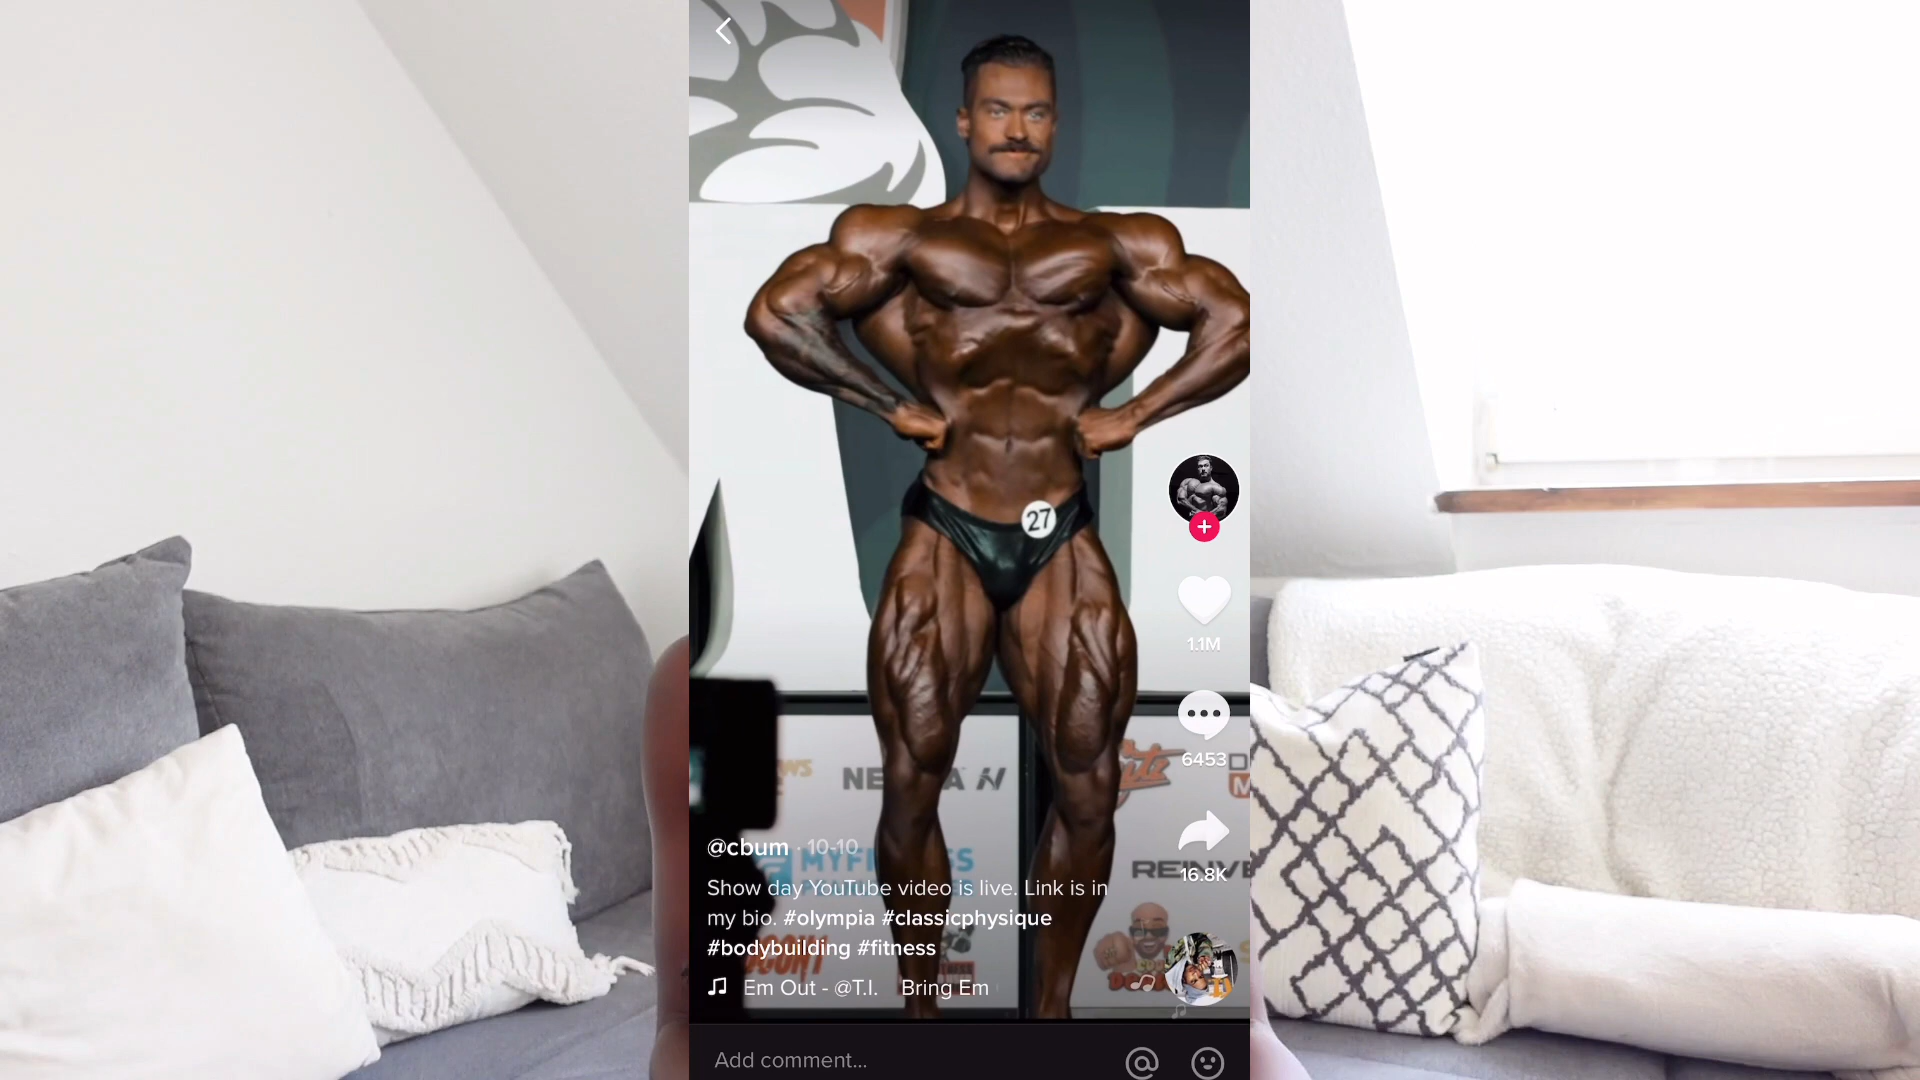 27
1.1M
6453
16.8K
@cbum · 10-10
Show day YouTube video is live. Link is in
my bio. #olympia #classicphysique
#bodybuilding #fitness
Em Out - @T.I. Bring Em
Add comment...